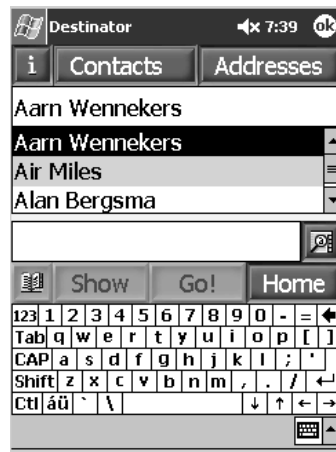 Destinator 7:39 ok
i Contacts Addresses
Aarn Wennekers
Aarn Wennekers
Air Miles
Alan Bergsma
Show Go! Home
123 1 2 3 4 5 6 7 8 9 0 - =
Tab q w e r t y u i o p [ ]
CAP a s d f g h j k l ; '
Shift z x c v b n m , . /
Ctl áü ` \